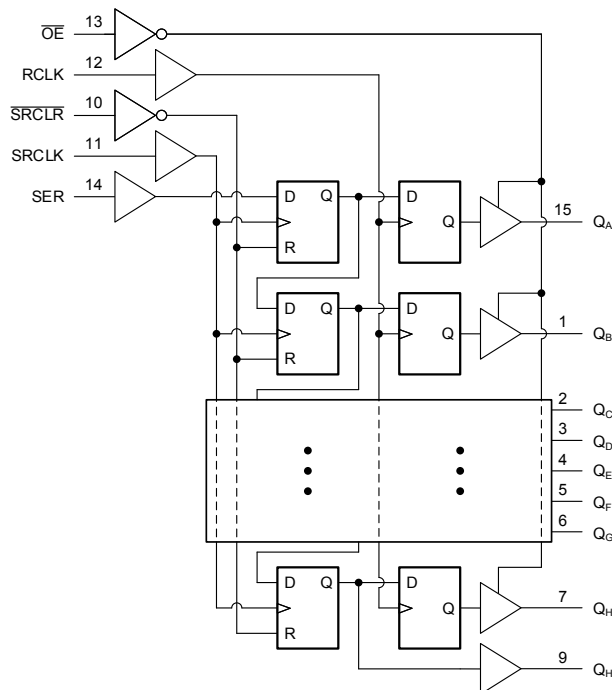 OE 13
RCLK 12
SRCLR 10
SRCLK 11
SER 14
D Q
R
D
Q
15 QA
D Q
R
D
Q
1 QB
2 QC
3 QD
4 QE
5 QF
6 QG
D Q
R
D
Q
7 QH
9 QH